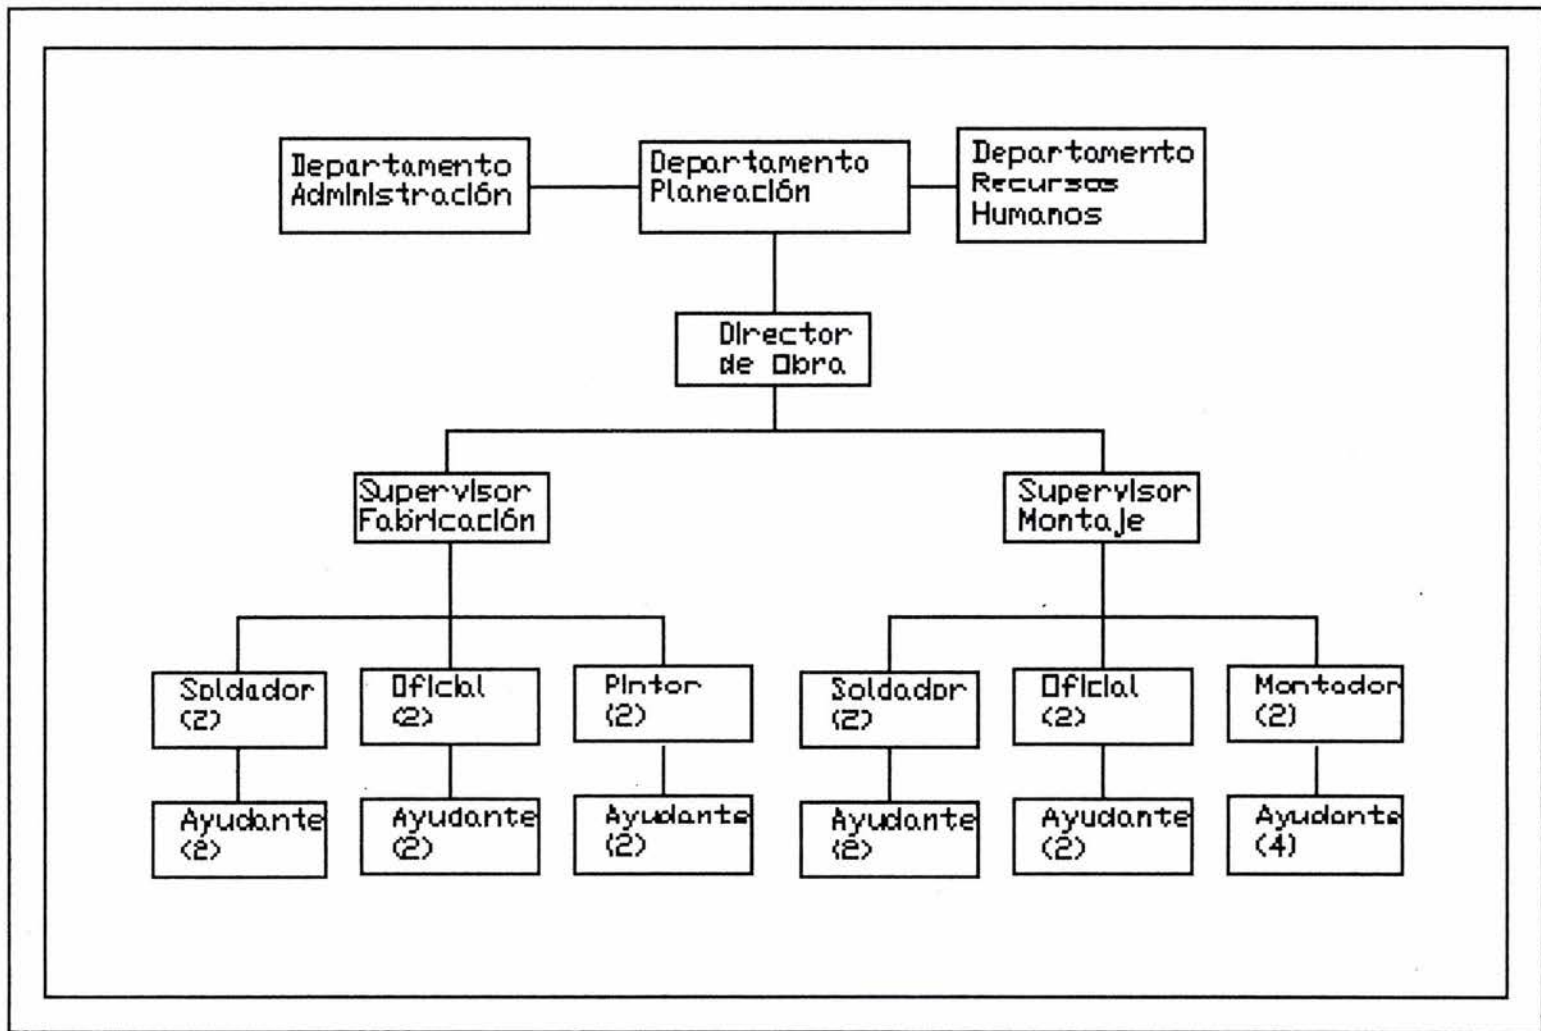 Departamento
Administración
Departamento
Planeación
Departamento
Recursos
Humanos
Director
de Obra
Supervisor
Fabricación
Supervisor
Montaje
Soldador
(2)
Oficial
(2)
Pintor
(2)
Soldador
(2)
Oficial
(2)
Montador
(2)
Ayudante
(2)
Ayudante
(2)
Ayudante
(2)
Ayudante
(2)
Ayudante
(2)
Ayudante
(4)